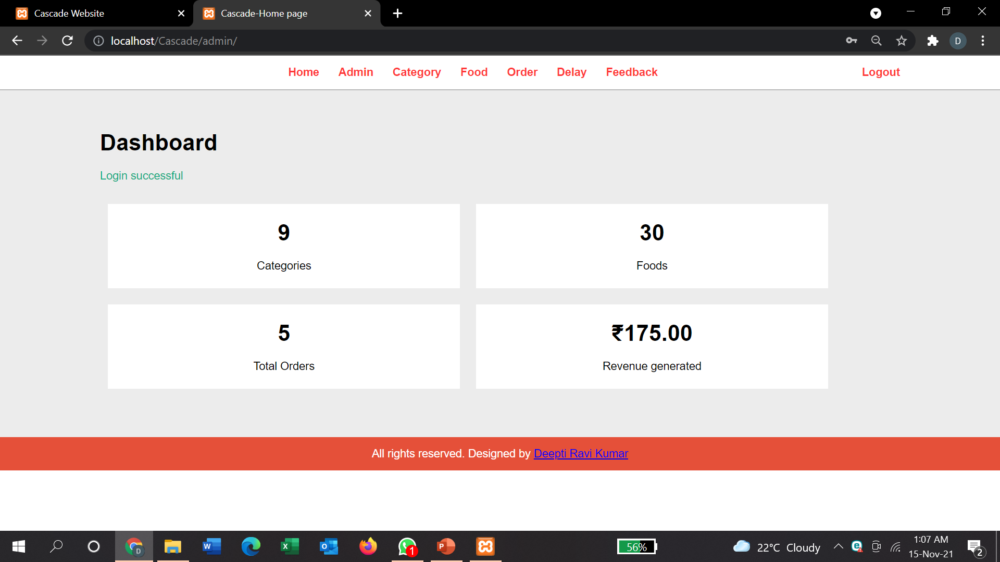 Cascade Website
Cascade-Home page
localhost/Cascade/admin/
D
Home Admin Category Food Order Delay Feedback Logout
Dashboard
Login successful
9
Categories
30
Foods
5
Total Orders
₹175.00
Revenue generated
All rights reserved. Designed by Deepti Ravi Kumar
D
W
X
O
1
P
56%
22°C Cloudy
1:07 AM
15-Nov-21
2